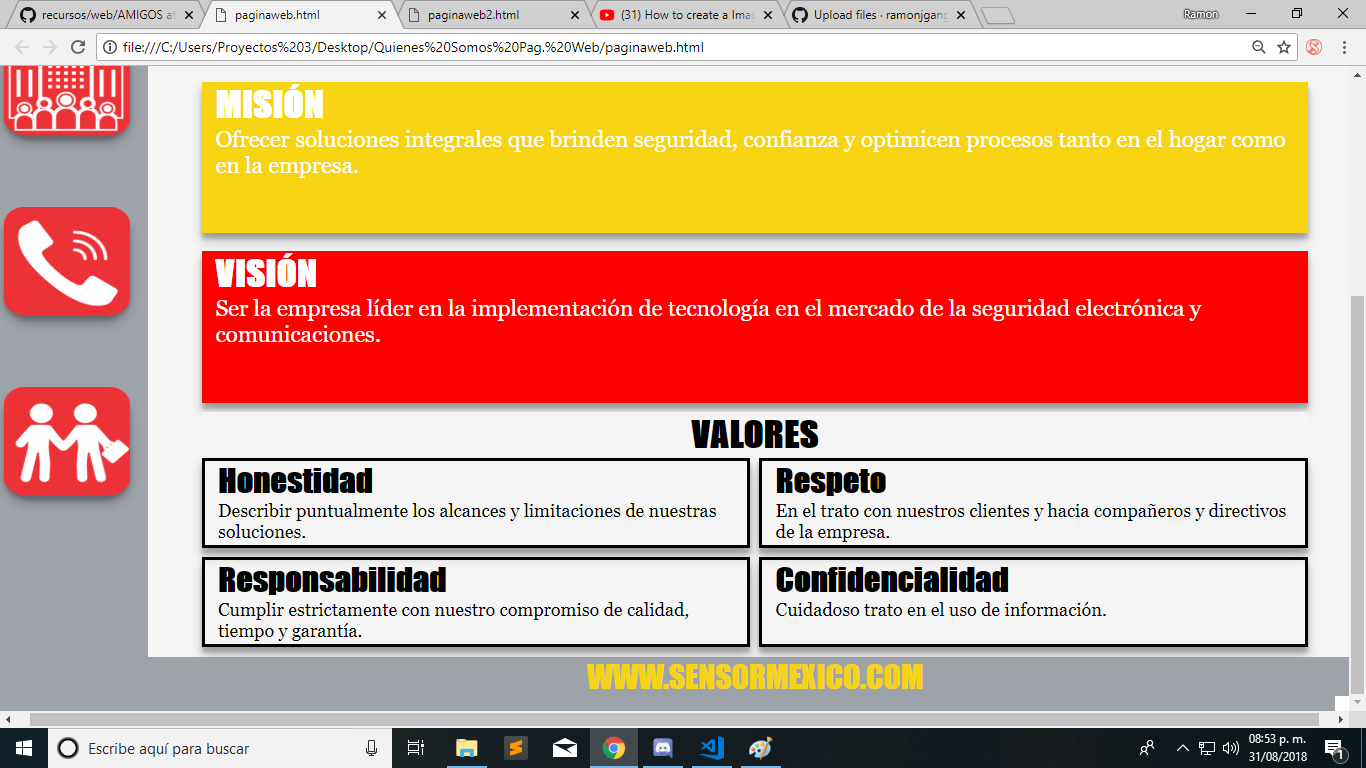 recursos/web/AMIGOS at
paginaweb.html
paginaweb2.html
(31) How to create a Imag
Upload files · ramonjgang
Ramon
file:///C:/Users/Proyectos%203/Desktop/Quienes%20Somos%20Pag.%20Web/paginaweb.html
MISIÓN
Ofrecer soluciones integrales que brinden seguridad, confianza y optimicen procesos tanto en el hogar como
en la empresa.
VISIÓN
Ser la empresa líder en la implementación de tecnología en el mercado de la seguridad electrónica y
comunicaciones.
VALORES
Honestidad
Describir puntualmente los alcances y limitaciones de nuestras
soluciones.
Respeto
En el trato con nuestros clientes y hacia compañeros y directivos
de la empresa.
Responsabilidad
Cumplir estrictamente con nuestro compromiso de calidad,
tiempo y garantía.
Confidencialidad
Cuidadoso trato en el uso de información.
WWW.SENSORMEXICO.COM
Escribe aquí para buscar
08:53 p. m.
31/08/2018
1